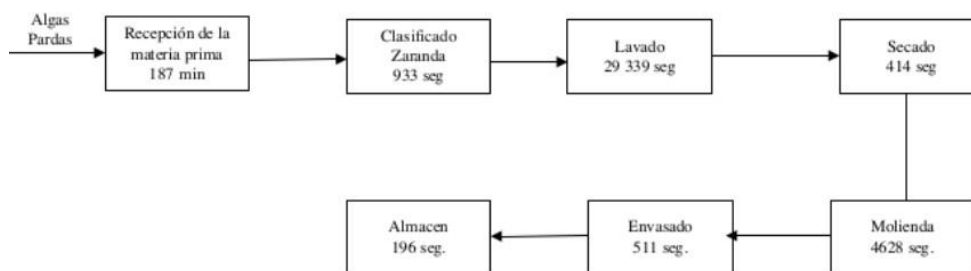 Algas
Pardas
Recepción de la
materia prima
187 min
Clasificado
Zaranda
933 seg
Lavado
29 339 seg
Secado
414 seg
Molienda
4628 seg.
Envasado
511 seg.
Almacen
196 seg.